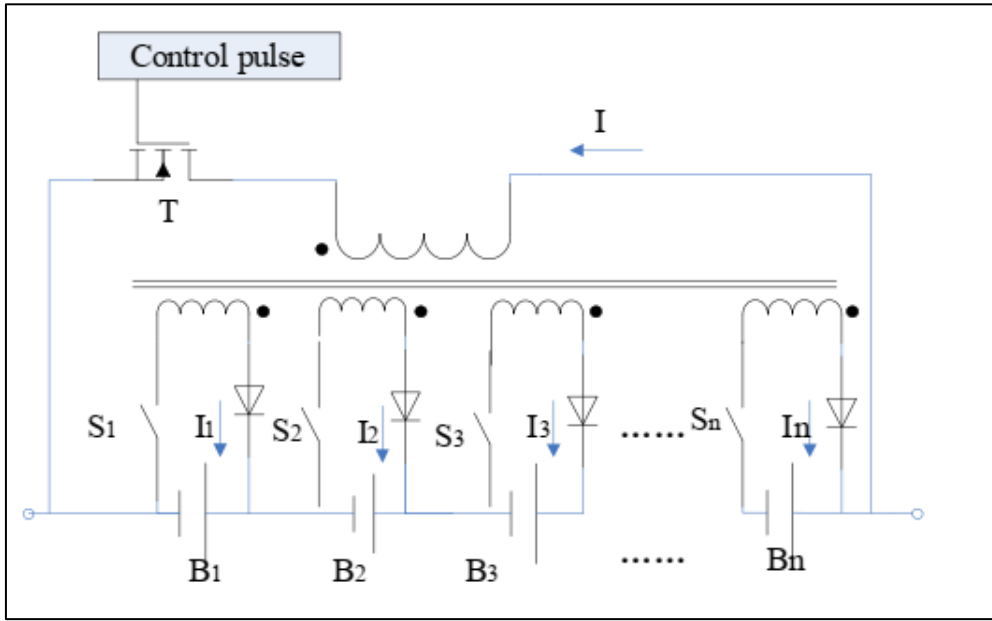 Control pulse
I
T
S1 I1 S2 I2 S3 I3 ...... Sn In
B1 B2 B3 ...... Bn